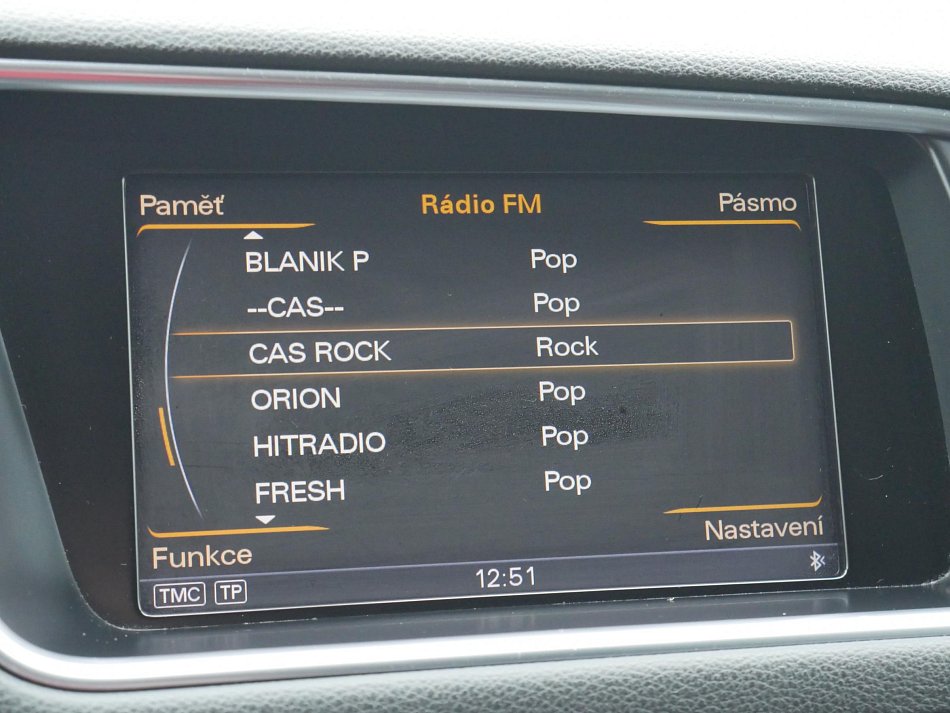 Paměť Rádio FM Pásmo
BLANIK P Pop
--CAS-- Pop
CAS ROCK Rock
ORION Pop
HITRADIO Pop
FRESH Pop
Funkce Nastavení
TMC TP 12:51